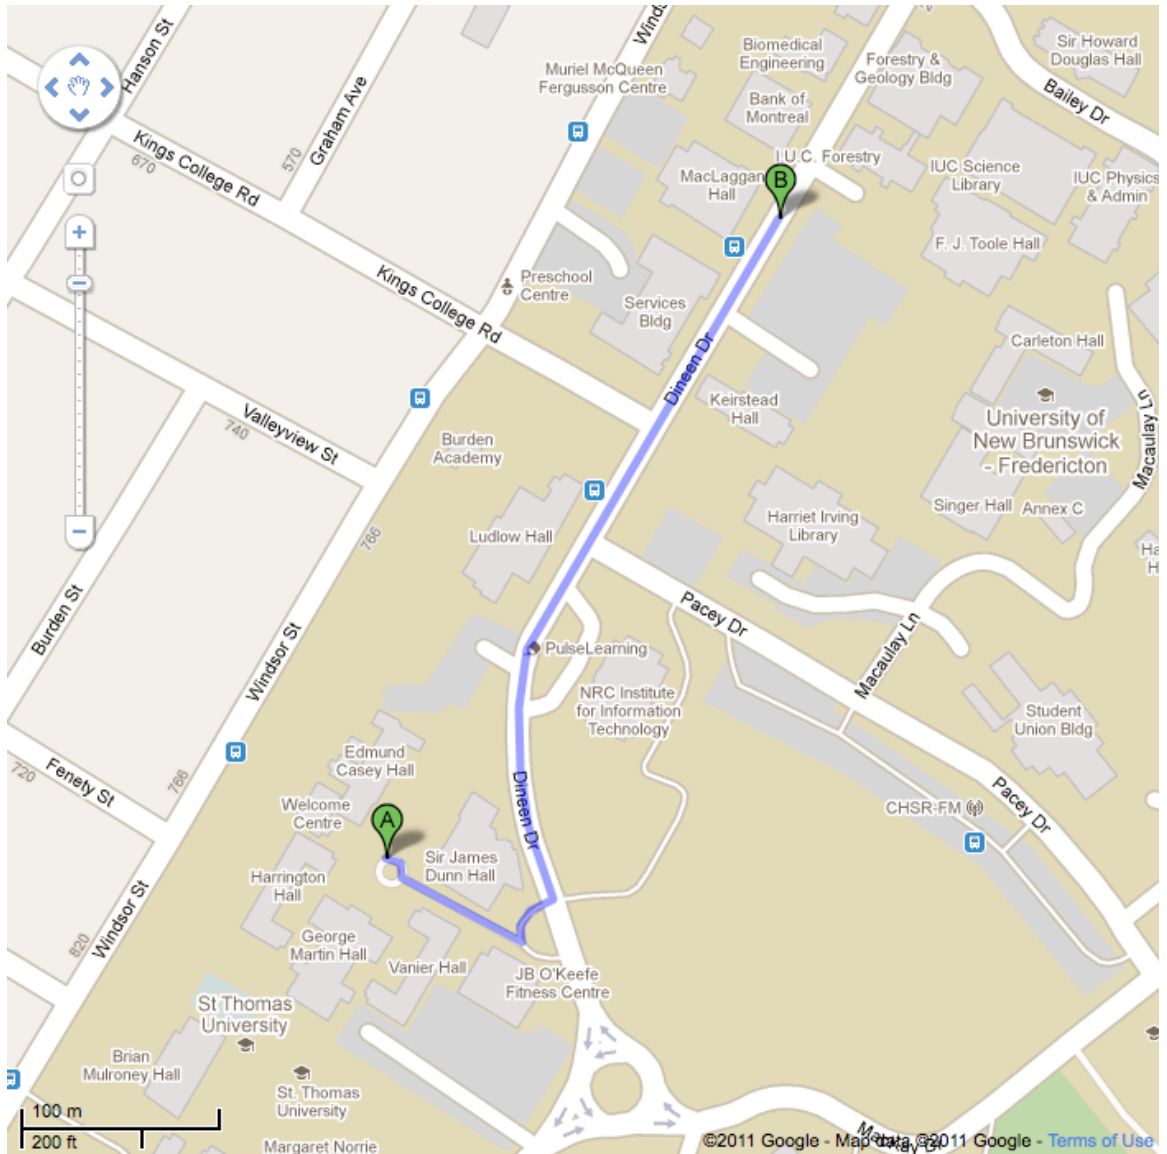 Hanson St
Windsor
Biomedical
Engineering
Forestry &
Geology Bldg
Sir Howard
Douglas Hall
Muriel McQueen
Fergusson Centre
Bank of
Montreal
Bailey Dr
Graham Ave
Kings College Rd
670
570
I.U.C. Forestry
MacLaggan
Hall
B
IUC Science
Library
IUC Physics
& Admin
F. J. Toole Hall
Kings College Rd
Preschool
Centre
Services
Bldg
Dineen Dr
Carleton Hall
Keirstead
Hall
Macaulay Ln
University of
New Brunswick
- Fredericton
Valleyview St
740
Burden
Academy
766
Ludlow Hall
Harriet Irving
Library
Singer Hall
Annex C
Ha
H
Burden St
Pacey Dr
Macaulay Ln
Windsor St
PulseLearning
NRC Institute
for Information
Technology
Student
Union Bldg
Edmund
Casey Hall
Fenety St
720
766
Dineen Dr
Welcome
Centre
A
CHSR-FM
Pacey Dr
Sir James
Dunn Hall
Harrington
Hall
Windsor St
820
George
Martin Hall
Vanier Hall
JB O'Keefe
Fitness Centre
St Thomas
University
Brian
Mulroney Hall
St. Thomas
University
100 m
200 ft
Margaret Norrie
©2011 Google - Map data ©2011 Google - Terms of Use